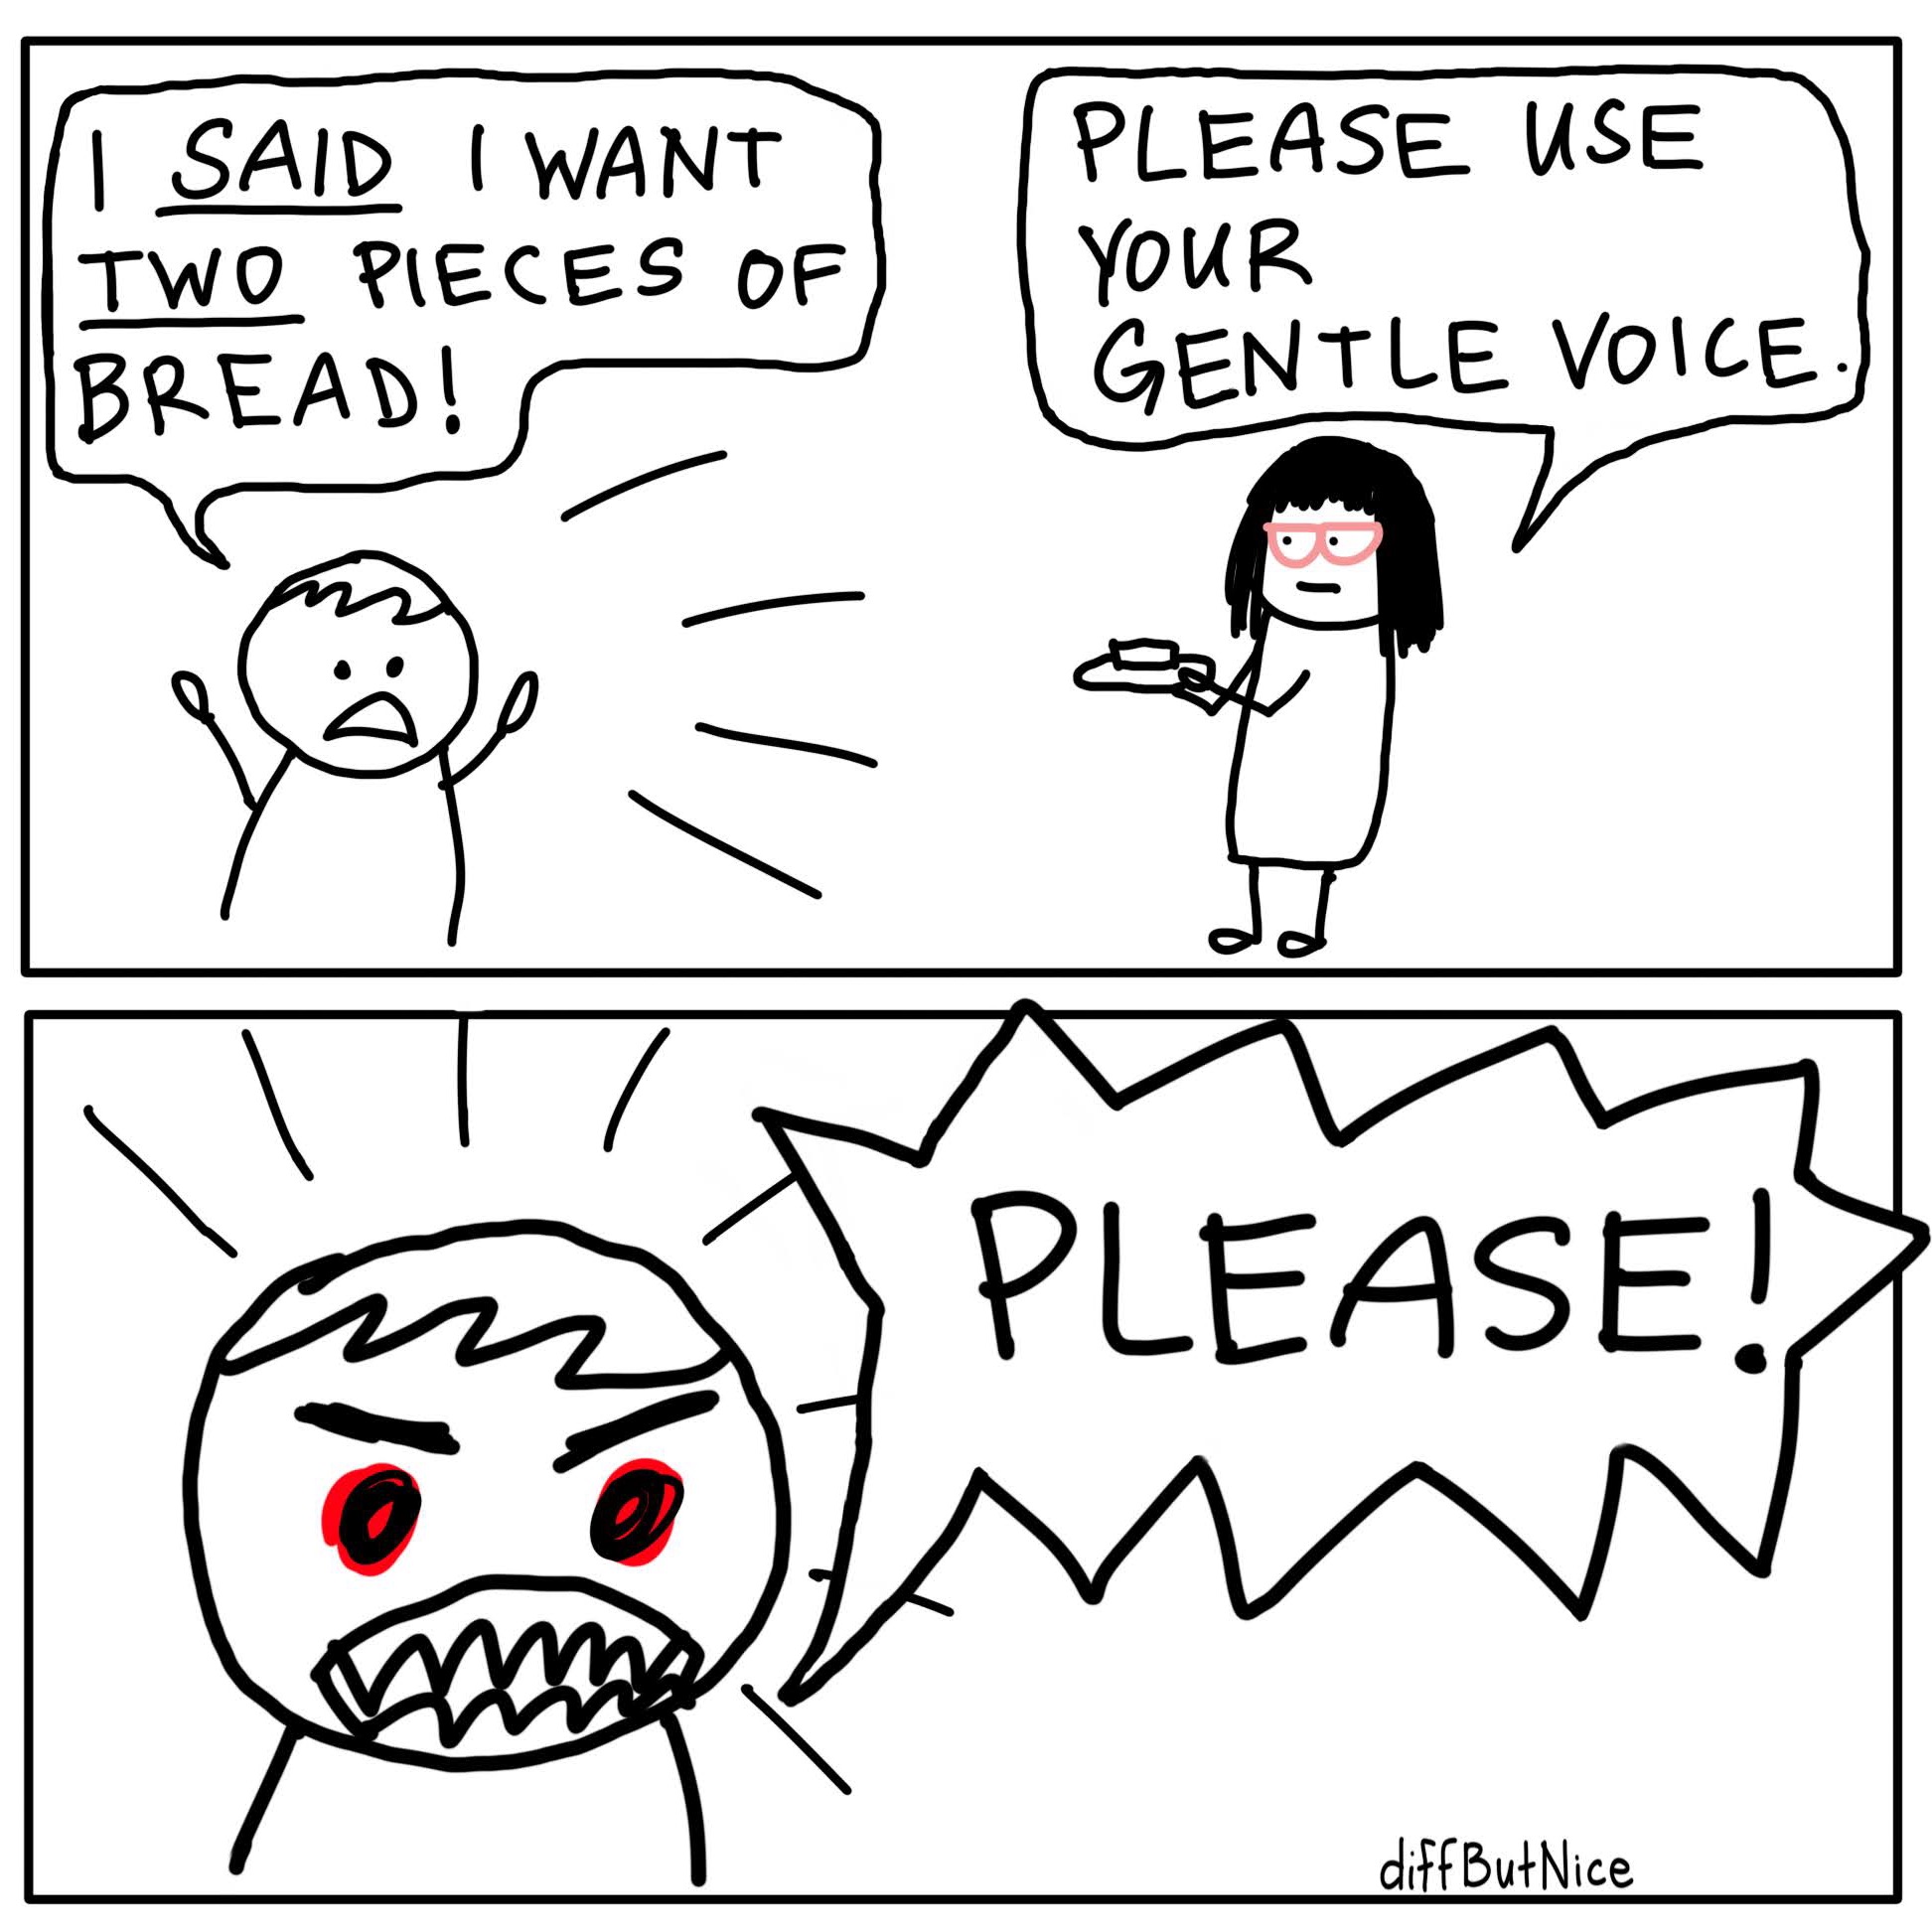 I SAID I WANT
TWO PIECES OF
BREAD!
PLEASE USE
YOUR
GENTLE VOICE.
PLEASE!
diffButNice